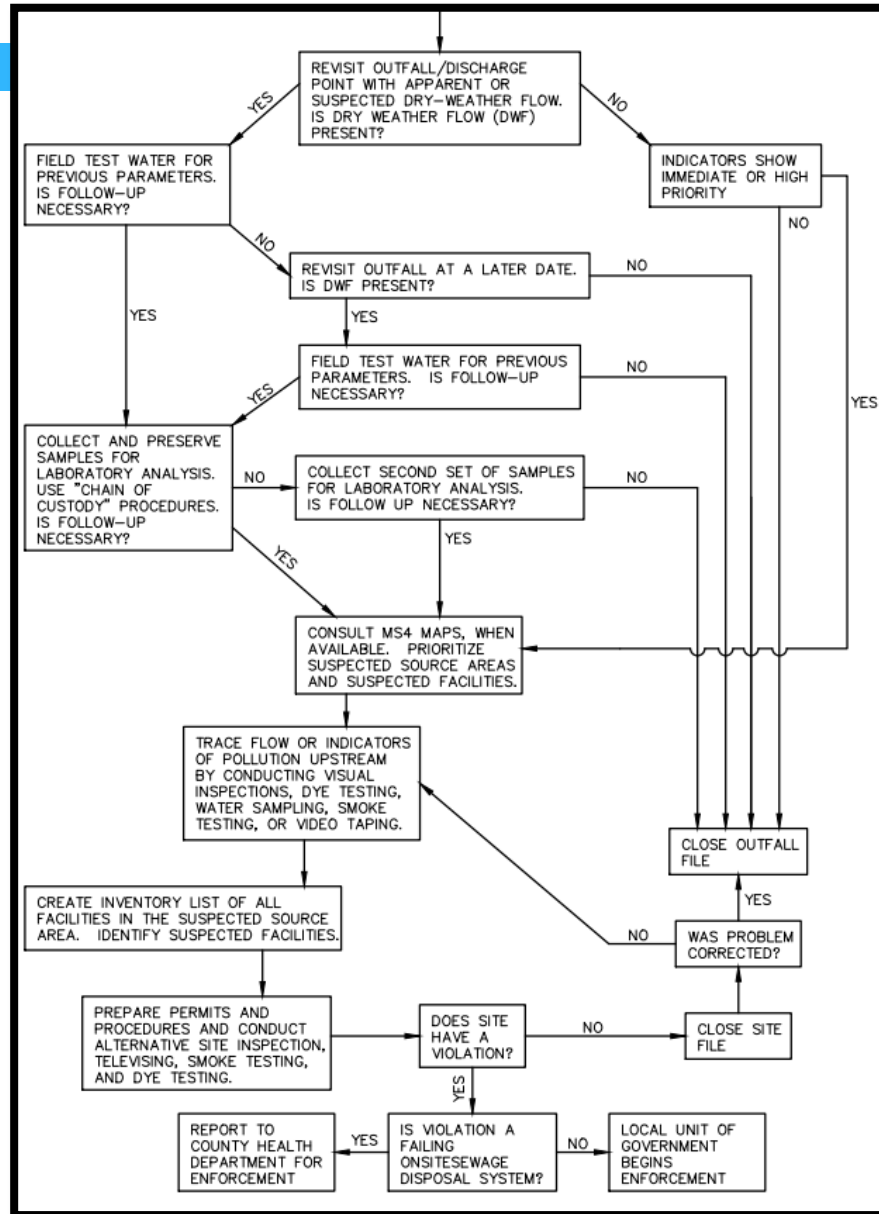 REVISIT OUTFALL/DISCHARGE
POINT WITH APPARENT OR
SUSPECTED DRY-WEATHER FLOW.
IS DRY WEATHER FLOW (DWF)
PRESENT?
YES
NO
FIELD TEST WATER FOR
PREVIOUS PARAMETERS.
IS FOLLOW-UP
NECESSARY?
INDICATORS SHOW
IMMEDIATE OR HIGH
PRIORITY
NO
NO
REVISIT OUTFALL AT A LATER DATE.
IS DWF PRESENT?
NO
YES
YES
FIELD TEST WATER FOR PREVIOUS
PARAMETERS. IS FOLLOW-UP
NECESSARY?
NO
YES
YES
COLLECT AND PRESERVE
SAMPLES FOR
LABORATORY ANALYSIS.
USE "CHAIN OF
CUSTODY" PROCEDURES.
IS FOLLOW-UP
NECESSARY?
NO
COLLECT SECOND SET OF SAMPLES
FOR LABORATORY ANALYSIS.
IS FOLLOW UP NECESSARY?
NO
YES
YES
CONSULT MS4 MAPS, WHEN
AVAILABLE. PRIORITIZE
SUSPECTED SOURCE AREAS
AND SUSPECTED FACILITIES.
TRACE FLOW OR INDICATORS
OF POLLUTION UPSTREAM
BY CONDUCTING VISUAL
INSPECTIONS, DYE TESTING,
WATER SAMPLING, SMOKE
TESTING, OR VIDEO TAPING.
CLOSE OUTFALL
FILE
YES
CREATE INVENTORY LIST OF ALL
FACILITIES IN THE SUSPECTED SOURCE
AREA. IDENTIFY SUSPECTED FACILITIES.
NO
WAS PROBLEM
CORRECTED?
PREPARE PERMITS AND
PROCEDURES AND CONDUCT
ALTERNATIVE SITE INSPECTION,
TELEVISING, SMOKE TESTING,
AND DYE TESTING.
DOES SITE
HAVE A
VIOLATION?
NO
CLOSE SITE
FILE
YES
REPORT TO
COUNTY HEALTH
DEPARTMENT FOR
ENFORCEMENT
YES
IS VIOLATION A
FAILING
ONSITESEWAGE
DISPOSAL SYSTEM?
NO
LOCAL UNIT OF
GOVERNMENT
BEGINS
ENFORCEMENT